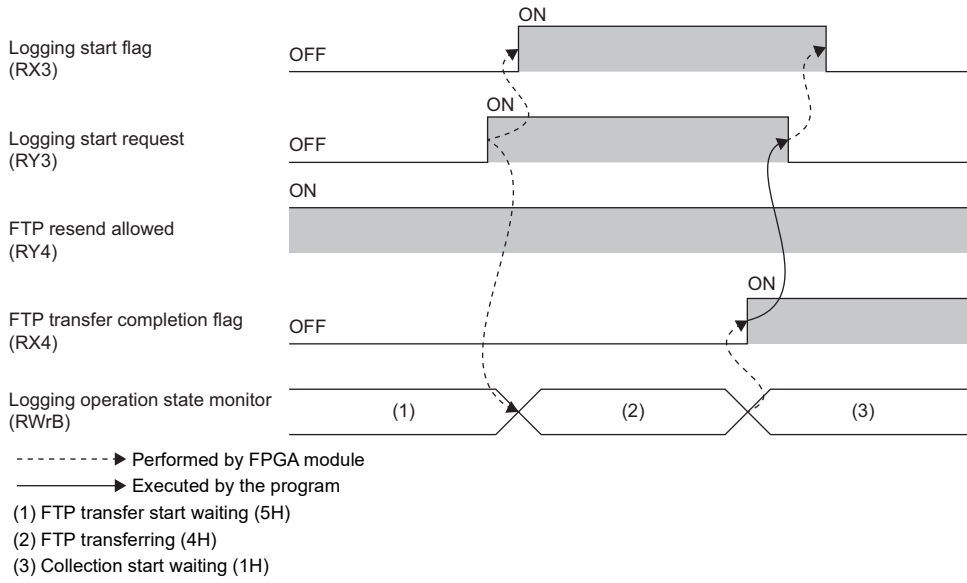 ON
Logging start flag
(RX3)
OFF
ON
Logging start request
(RY3)
OFF
ON
FTP resend allowed
(RY4)
ON
FTP transfer completion flag
(RX4)
OFF
Logging operation state monitor
(RWrB)
(1)
(2)
(3)
Performed by FPGA module
Executed by the program
(1) FTP transfer start waiting (5H)
(2) FTP transferring (4H)
(3) Collection start waiting (1H)